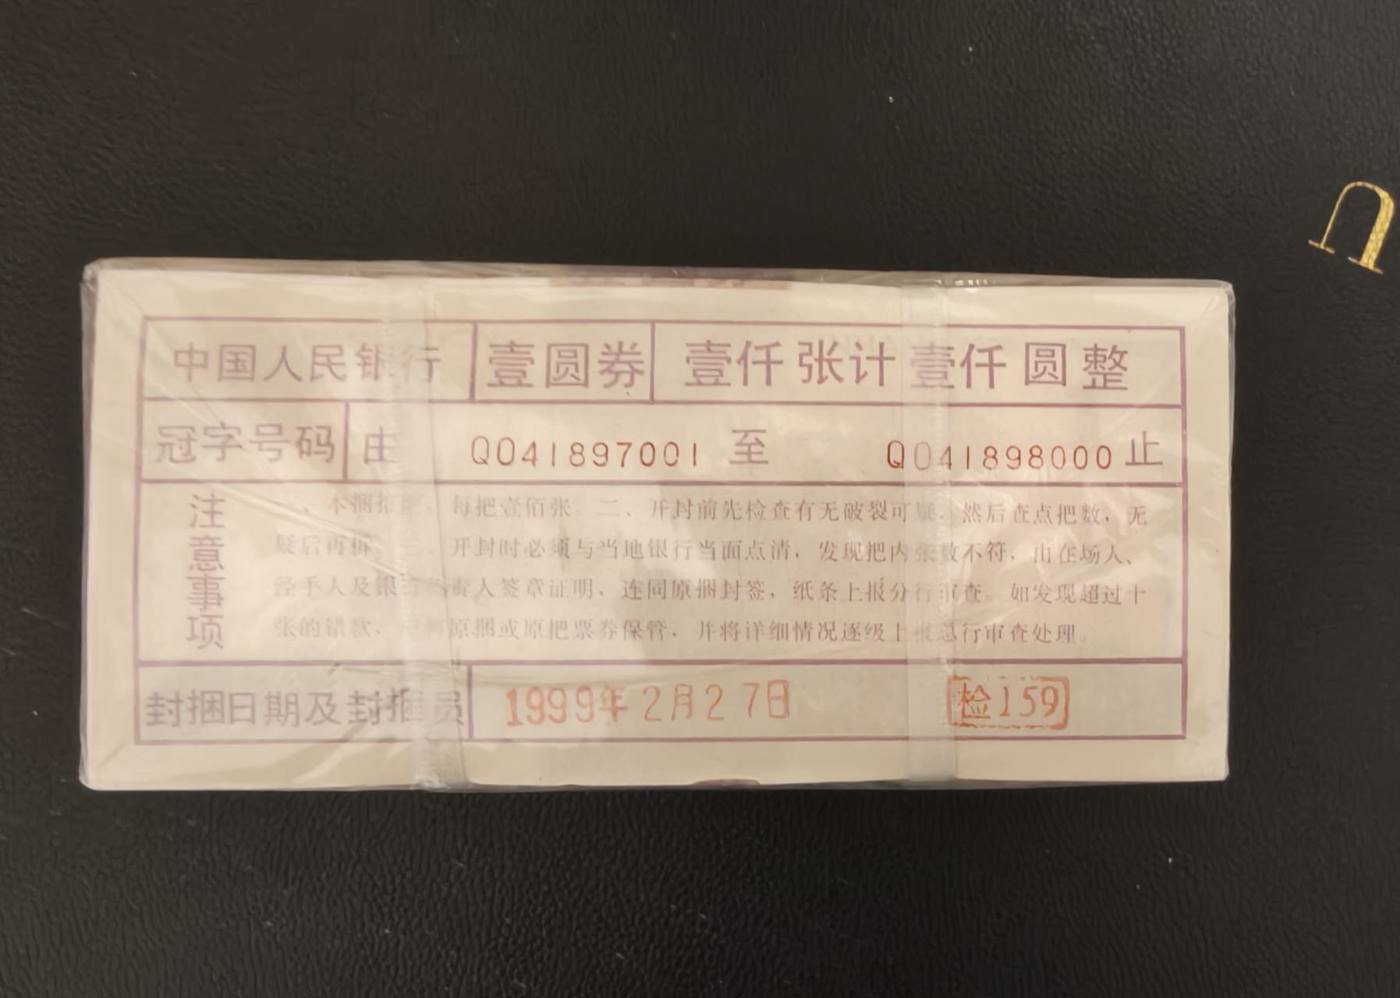 中国人民银行 壹圆券 壹仟张计壹仟圆整
冠字号码 由 Q041897001 至 Q041898000 止
注意事项
本捆 每把壹佰张。二、开封前先检查有无破裂可疑,然后查点把数,无
疑后再拆。三、开封时必须与当地银行当面点清,发现把内张数不符,由在场人、
经手人及银 责人签章证明,连同原捆封签,纸条上报分行审查。如发现超过十
张的错款, 原捆或原把票券保管,并将详细情况逐级上报总行审查处理。
封捆日期及封捆员 1999年2月27日 检159